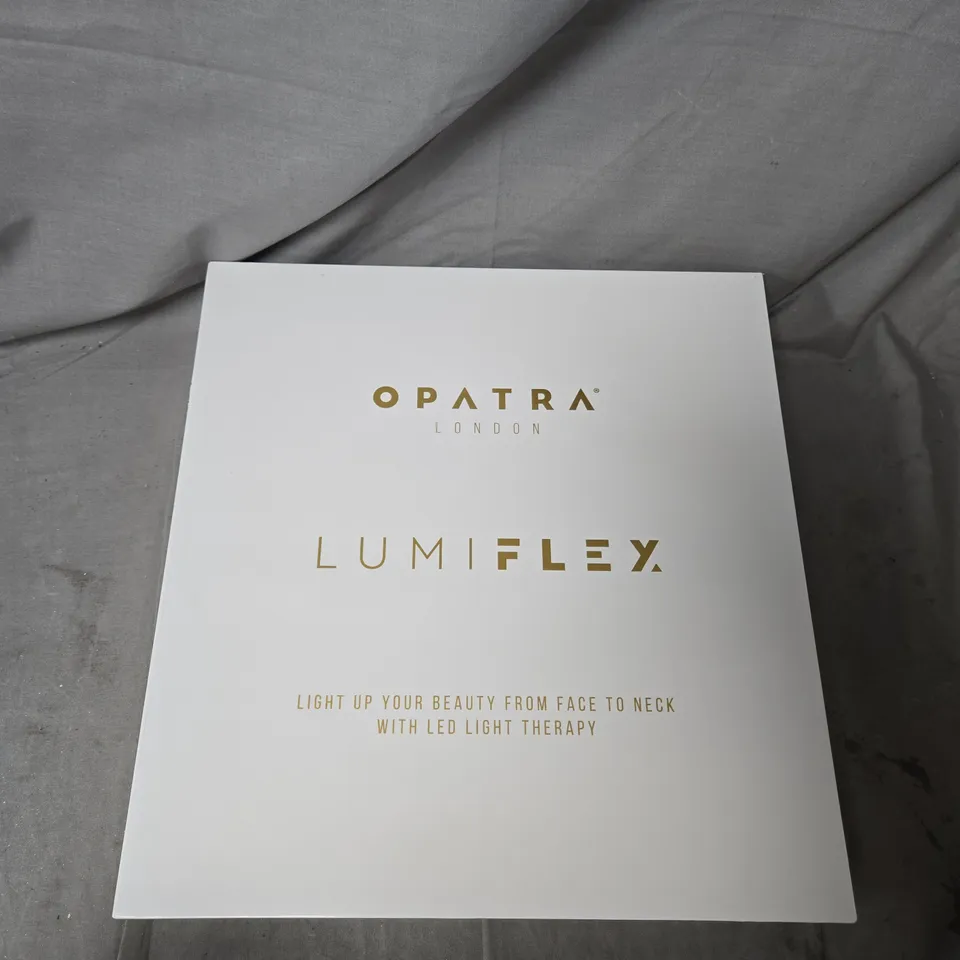 OPATRA®
LONDON
LUMIFLEX
LIGHT UP YOUR BEAUTY FROM FACE TO NECK
WITH LED LIGHT THERAPY